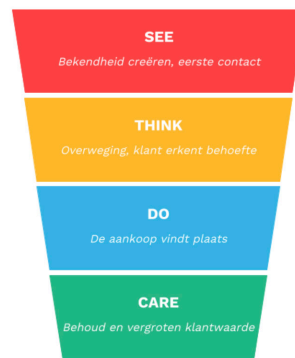 SEE
Bekendheid creëren, eerste contact
THINK
Overweging, klant erkent behoefte
DO
De aankoop vindt plaats
CARE
Behoud en vergroten klantwaarde